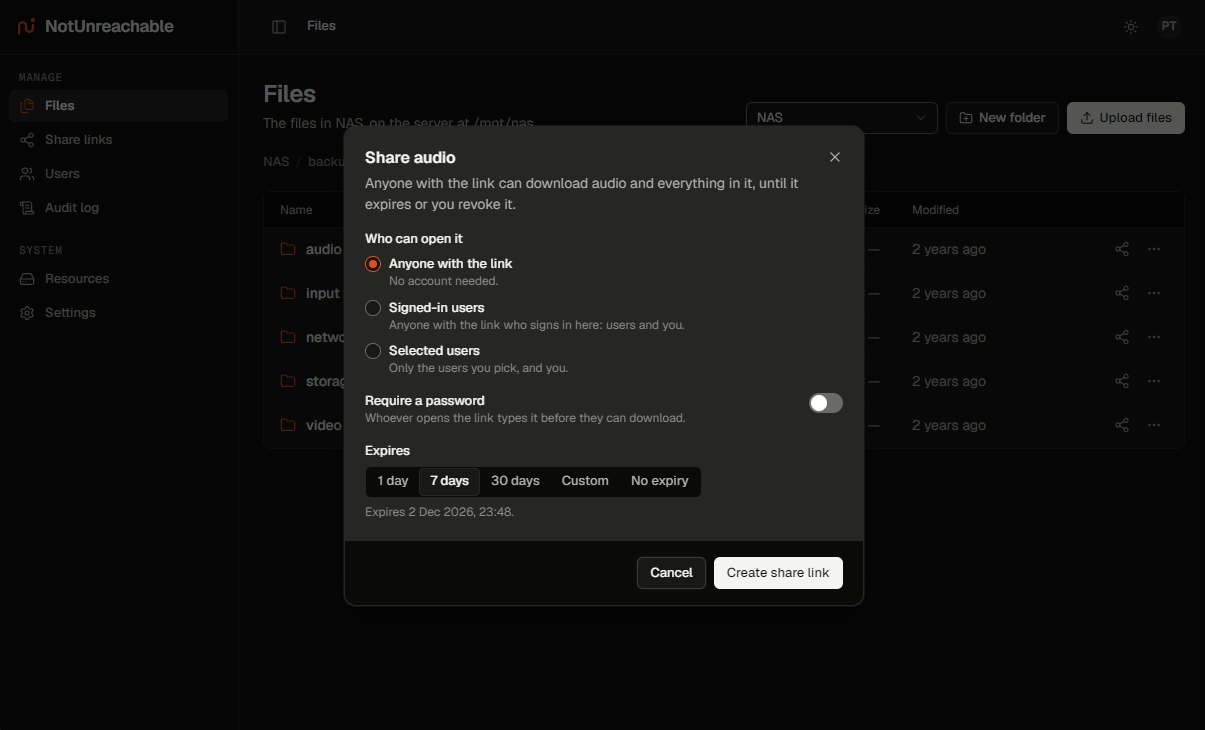 NotUnreachable
Files
PT
MANAGE
Files
Share links
Users
Audit log
SYSTEM
Resources
Settings
Files
The files in NAS, on the server at /mnt/nas
NAS
New folder
Upload files
NAS / backu
Name
ize
Modified
audio
—
2 years ago
input
—
2 years ago
netwo
—
2 years ago
storag
—
2 years ago
video
—
2 years ago
Share audio
Anyone with the link can download audio and everything in it, until it
expires or you revoke it.
Who can open it
Anyone with the link
No account needed.
Signed-in users
Anyone with the link who signs in here: users and you.
Selected users
Only the users you pick, and you.
Require a password
Whoever opens the link types it before they can download.
Expires
1 day
7 days
30 days
Custom
No expiry
Expires 2 Dec 2026, 23:48.
Cancel
Create share link